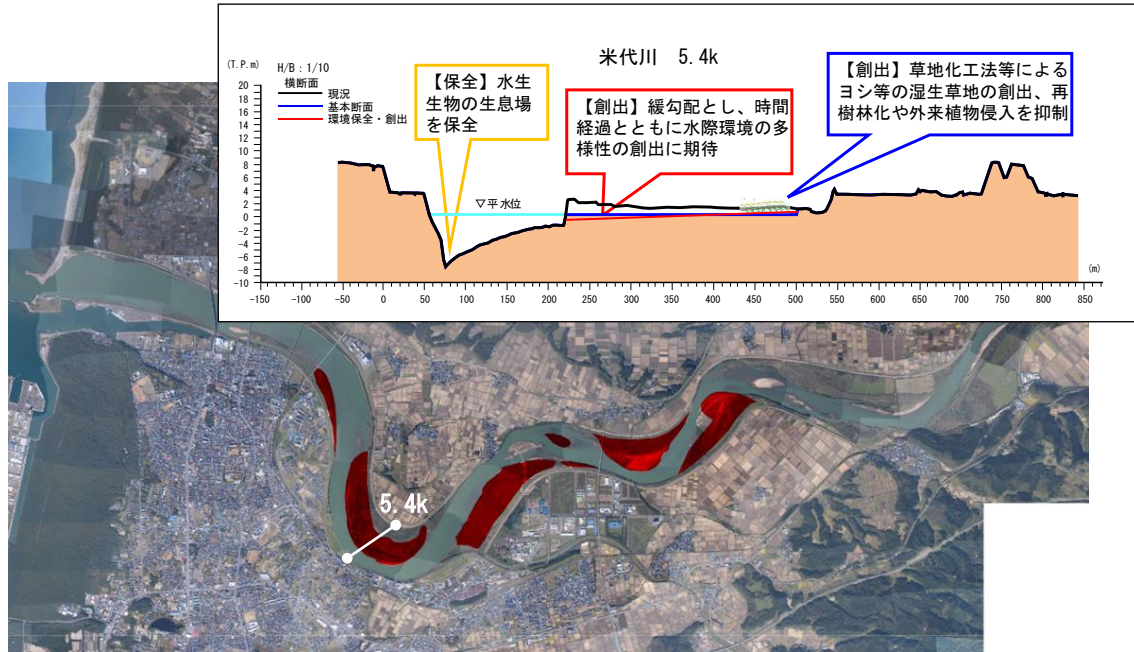 米代川 5.4k
(T.P.m)
H/B：1/10
横断面
現況
基本断面
環境保全・創出
【保全】水生
生物の生息場
を保全
【創出】緩勾配とし、時間
経過とともに水際環境の多
様性の創出に期待
【創出】草地化工法等による
ヨシ等の湿生草地の創出、再
樹林化や外来植物侵入を抑制
▽平水位
20
18
16
14
12
10
8
6
4
2
0
-2
-4
-6
-8
-10
(m)
-150 -100 -50 0 50 100 150 200 250 300 350 400 450 500 550 600 650 700 750 800 850
5.4k